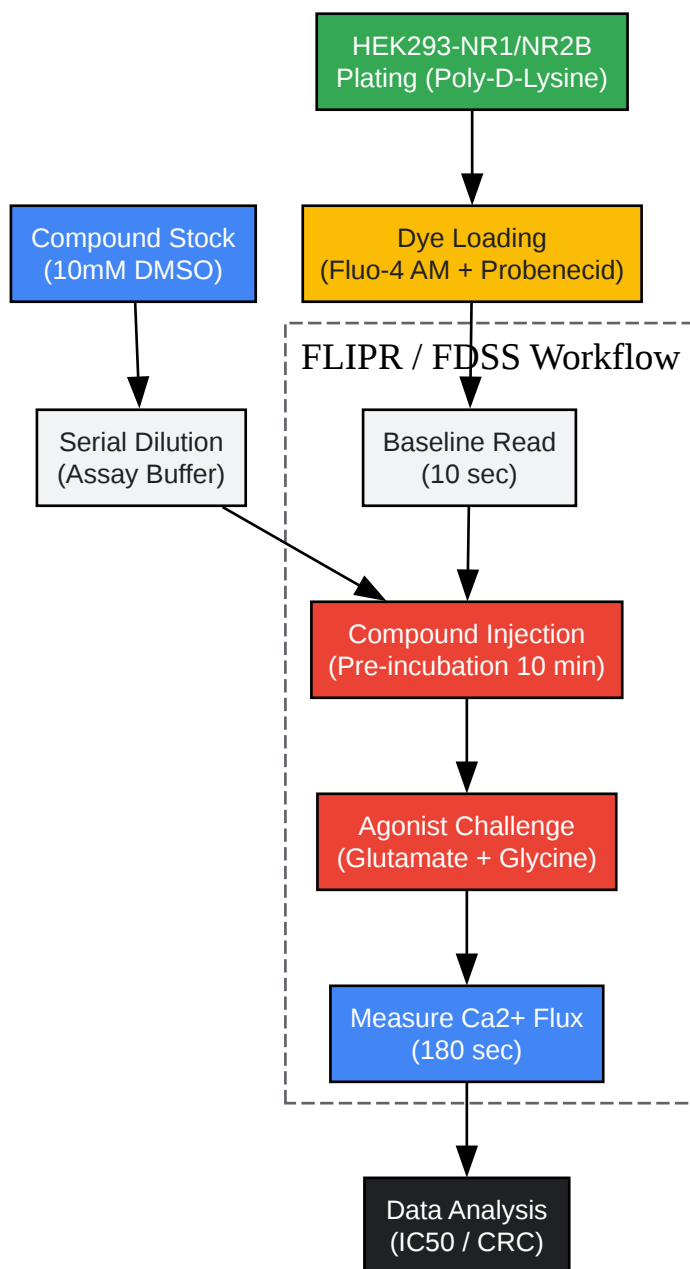 HEK293-NR1/NR2B
Plating (Poly-D-Lysine)
Compound Stock
(10mM DMSO)
Dye Loading
(Fluo-4 AM + Probenecid)
FLIPR / FDSS Workflow
Serial Dilution
(Assay Buffer)
Baseline Read
(10 sec)
Compound Injection
(Pre-incubation 10 min)
Agonist Challenge
(Glutamate + Glycine)
Measure Ca2+ Flux
(180 sec)
Data Analysis
(IC50 / CRC)